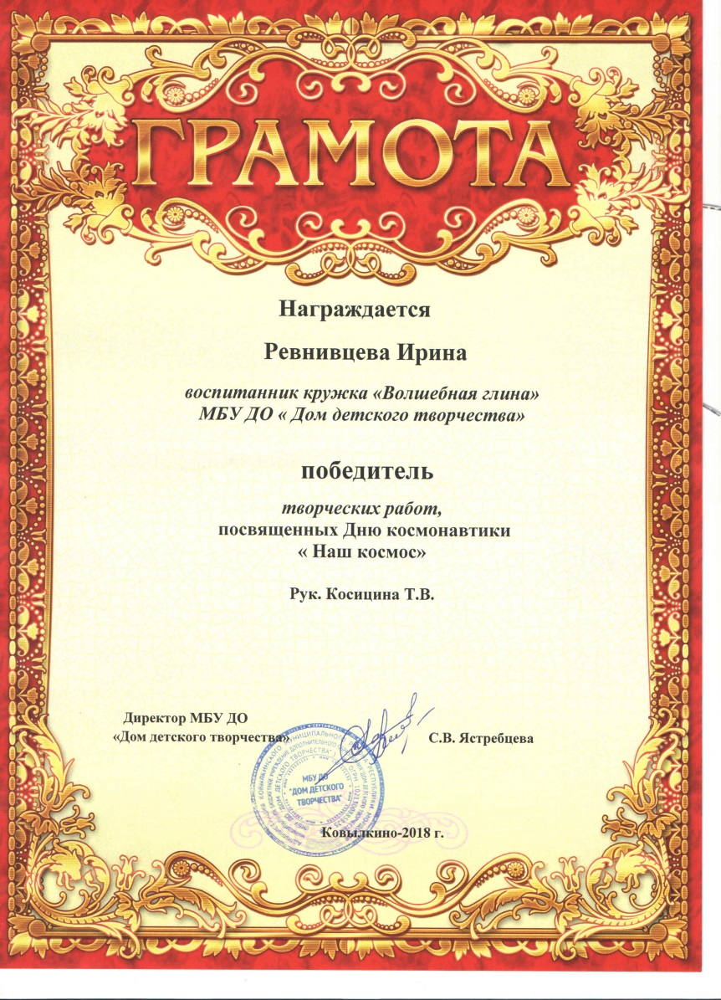 ГРАМОТА
Награждается
Ревнивцева Ирина
воспитанник кружка «Волшебная глина»
МБУ ДО « Дом детского творчества»
победитель
творческих работ,
посвященных Дню космонавтики
« Наш космос»
Рук. Косицина Т.В.
Директор МБУ ДО
«Дом детского творчества»
С.В. Ястребцева
МБУ ДО
"ДОМ ДЕТСКОГО
ТВОРЧЕСТВА"
Ковылкино-2018 г.